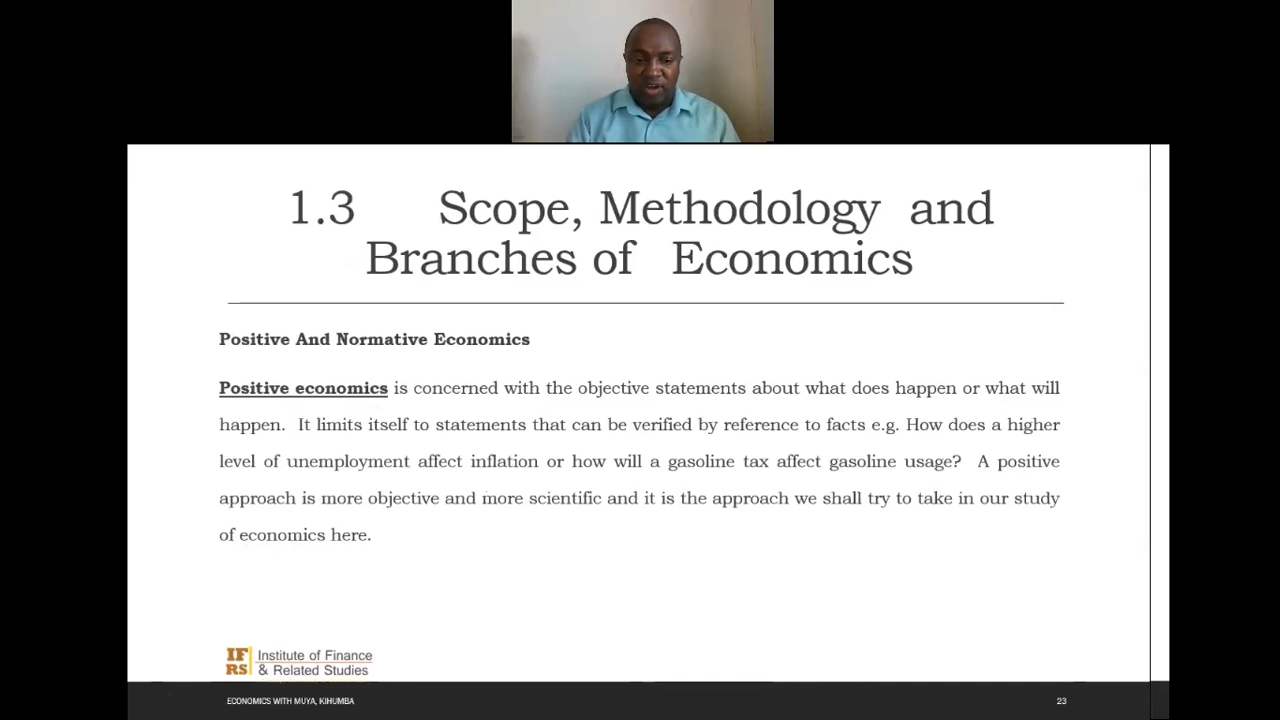 1.3 Scope, Methodology and
Branches of Economics
Positive And Normative Economics
Positive economics is concerned with the objective statements about what does happen or what will
happen. It limits itself to statements that can be verified by reference to facts e.g. How does a higher
level of unemployment affect inflation or how will a gasoline tax affect gasoline usage? A positive
approach is more objective and more scientific and it is the approach we shall try to take in our study
of economics here.
IF RS Institute of Finance
& Related Studies
ECONOMICS WITH MUYA, KIHUMBA
23